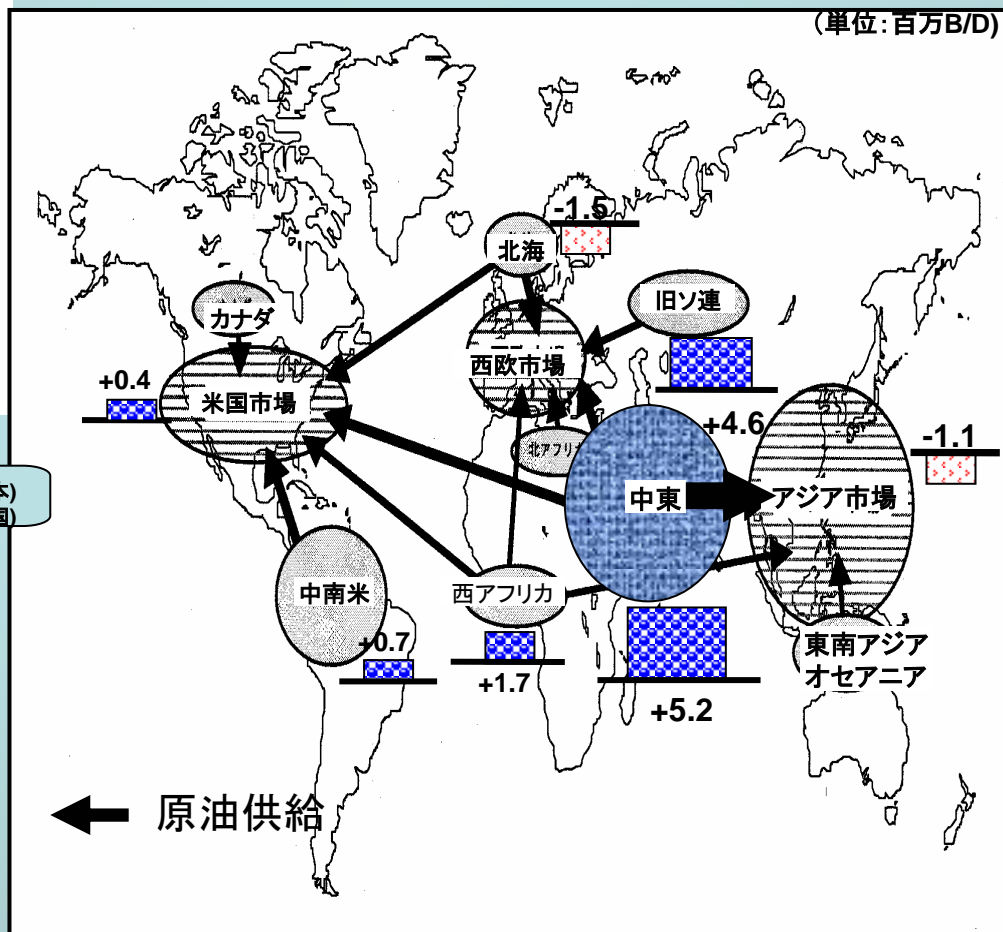 （単位：百万B/D)
-1.5
北海
旧ソ連
カナダ
西欧市場
+0.4
米国市場
+4.6
-1.1
北アフリ
中東
アジア市場
本)
国)
中南米
西アフリカ
+0.7
+1.7
東南アジア
オセアニア
+5.2
原油供給